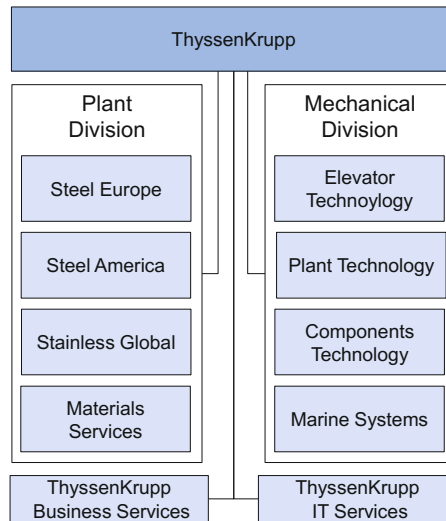 ThyssenKrupp
Plant
Division
Steel Europe
Steel America
Stainless Global
Materials
Services
Mechanical
Division
Elevator
Technoylogy
Plant Technology
Components
Technology
Marine Systems
ThyssenKrupp
Business Services
ThyssenKrupp
IT Services